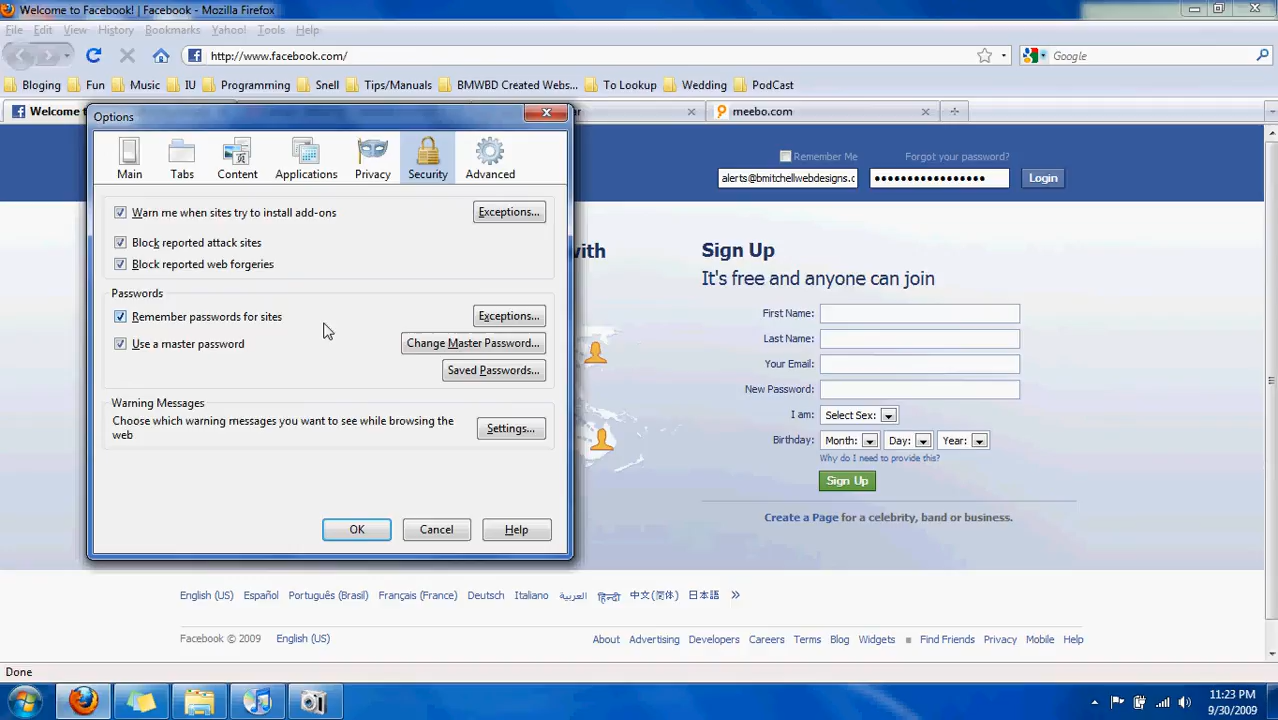 Welcome to Facebook! | Facebook - Mozilla Firefox
File Edit View History Bookmarks Yahoo! Tools Help
http://www.facebook.com/
Google
Bloging Fun Music IU Programming Snell Tips/Manuals BMWBD Created Webs... To Lookup Wedding PodCast
Welcome t
meebo.com
Options
Main Tabs Content Applications Privacy Security Advanced
Warn me when sites try to install add-ons Exceptions...
Block reported attack sites
Block reported web forgeries
Passwords
Remember passwords for sites Exceptions...
Use a master password Change Master Password...
Saved Passwords...
Warning Messages
Choose which warning messages you want to see while browsing the
web
Settings...
OK Cancel Help
Remember Me Forgot your password?
alerts@bmitchellwebdesigns.c •••••••••••••••• Login
with
Sign Up
It's free and anyone can join
First Name:
Last Name:
Your Email:
New Password:
I am: Select Sex:
Birthday: Month: Day: Year:
Why do I need to provide this?
Sign Up
Create a Page for a celebrity, band or business.
English (US) Español Português (Brasil) Français (France) Deutsch Italiano العربية हिन्दी 中文(简体) 日本語 »
Facebook © 2009 English (US) About Advertising Developers Careers Terms Blog Widgets ■ Find Friends Privacy Mobile Help
Done
11:23 PM
9/30/2009